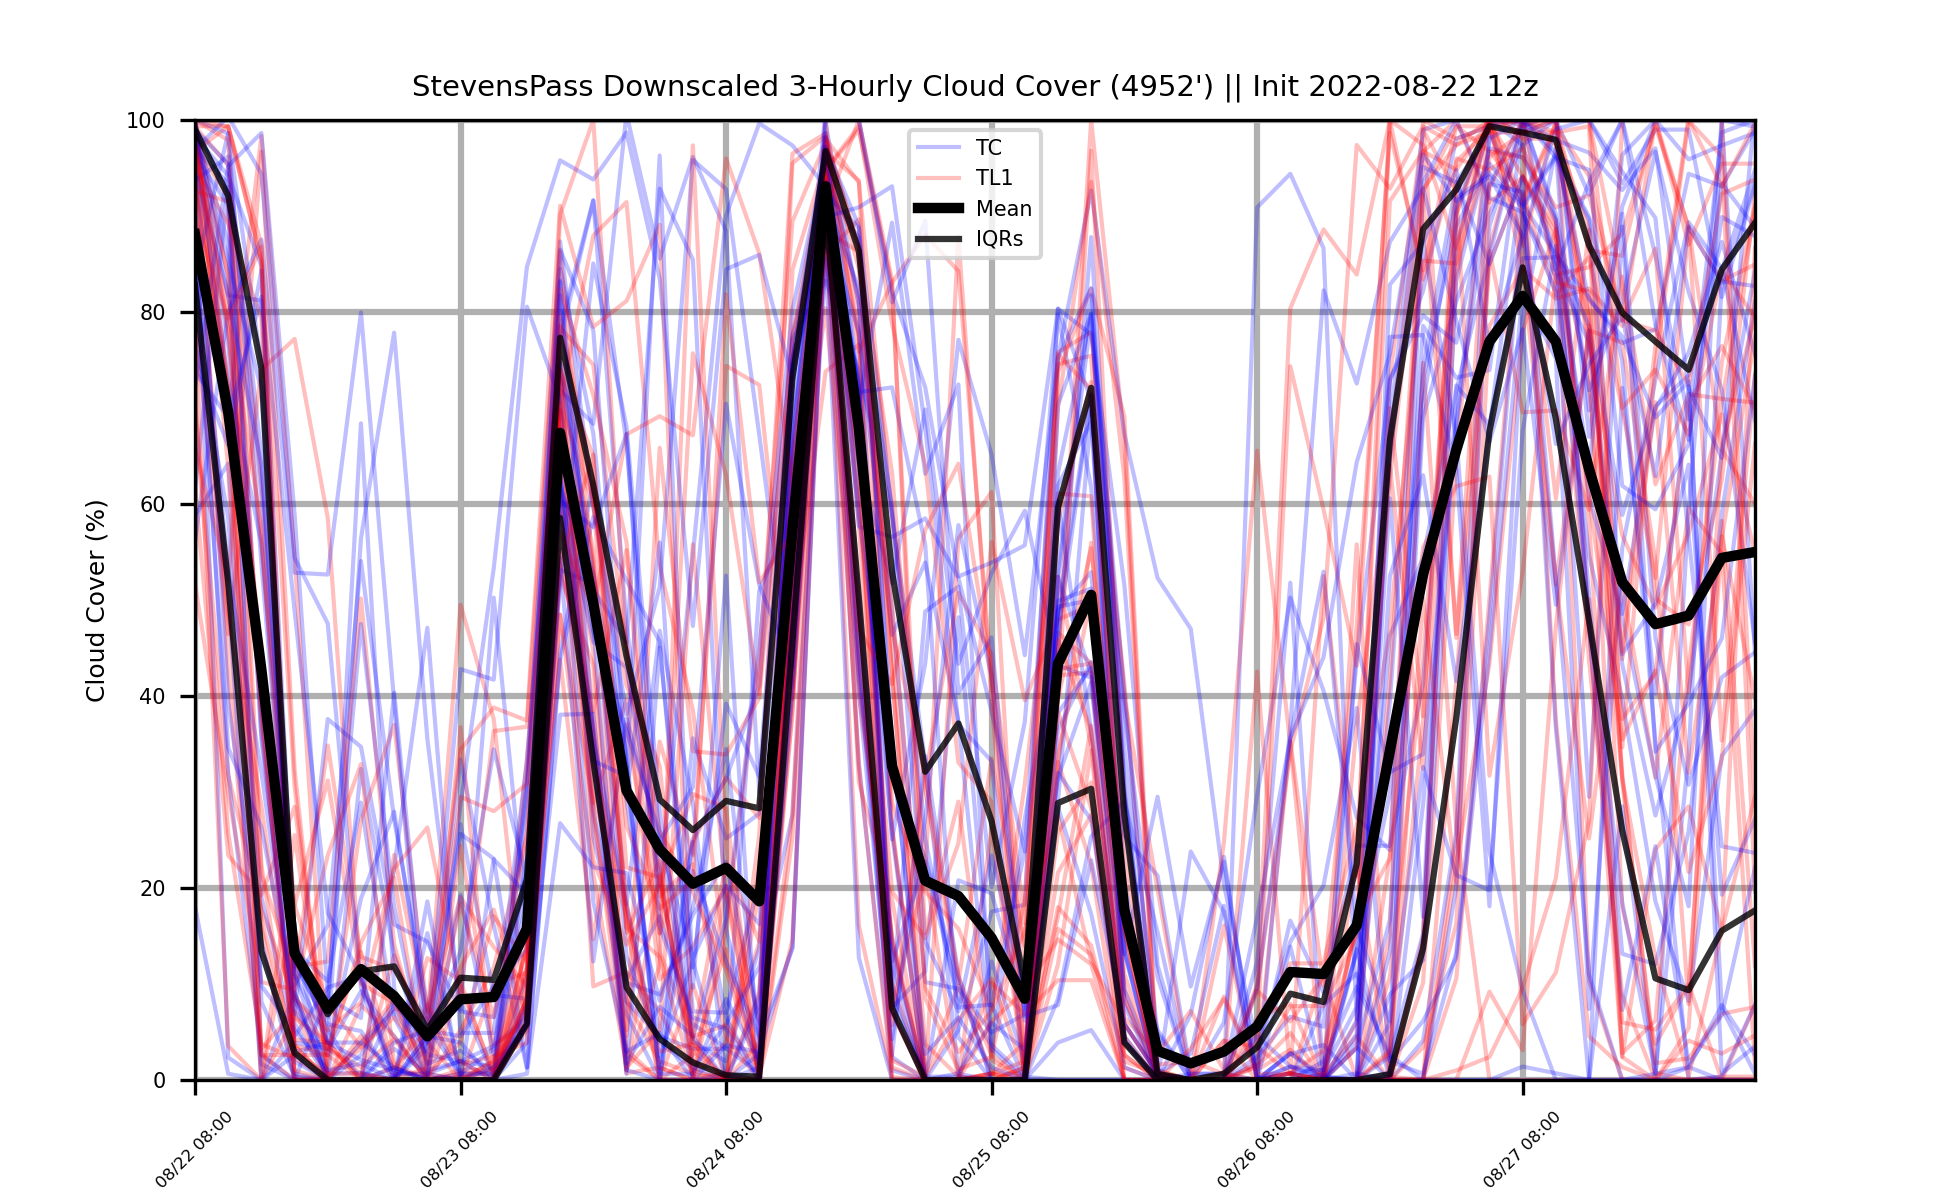 StevensPass Downscaled 3-Hourly Cloud Cover (4952') || Init 2022-08-22 12z
Cloud Cover (%)
100
80
60
40
20
0
TC
TL1
Mean
IQRs
08/22 08:00
08/23 08:00
08/24 08:00
08/25 08:00
08/26 08:00
08/27 08:00